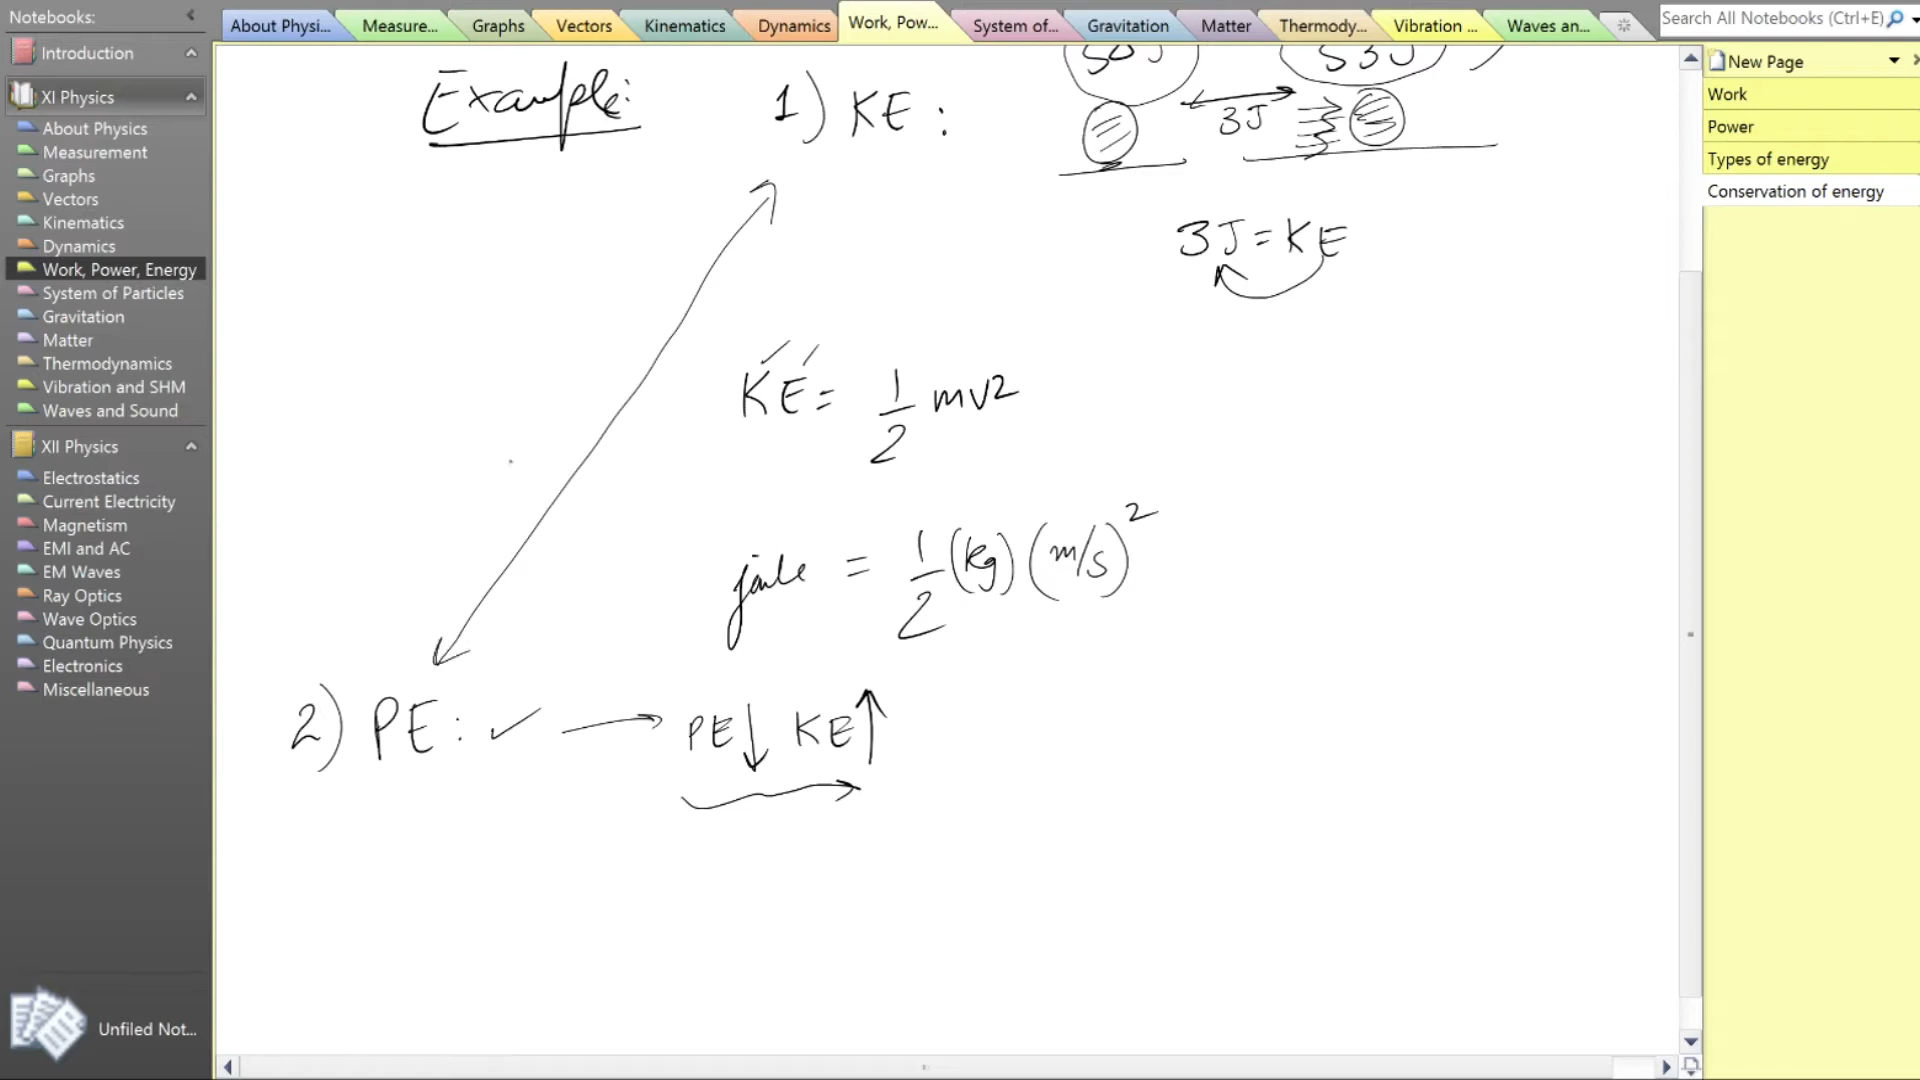 Notebooks:
Introduction
XI Physics
About Physics
Measurement
Graphs
Vectors
Kinematics
Dynamics
Work, Power, Energy
System of Particles
Gravitation
Matter
Thermodynamics
Vibration and SHM
Waves and Sound
XII Physics
Electrostatics
Current Electricity
Magnetism
EMI and AC
EM Waves
Ray Optics
Wave Optics
Quantum Physics
Electronics
Miscellaneous
Unfiled Not...
About Physi... Measure... Graphs Vectors Kinematics Dynamics Work, Pow... System of... Gravitation Matter Thermody... Vibration ... Waves an...
Search All Notebooks (Ctrl+E)
50J 53J
Example: 1) KE: 3J
3J = KE
KE = 1/2 mv2
joule = 1/2 (kg) (m/s)²
2) PE: ✓ → PE↓ KE↑
New Page
Work
Power
Types of energy
Conservation of energy